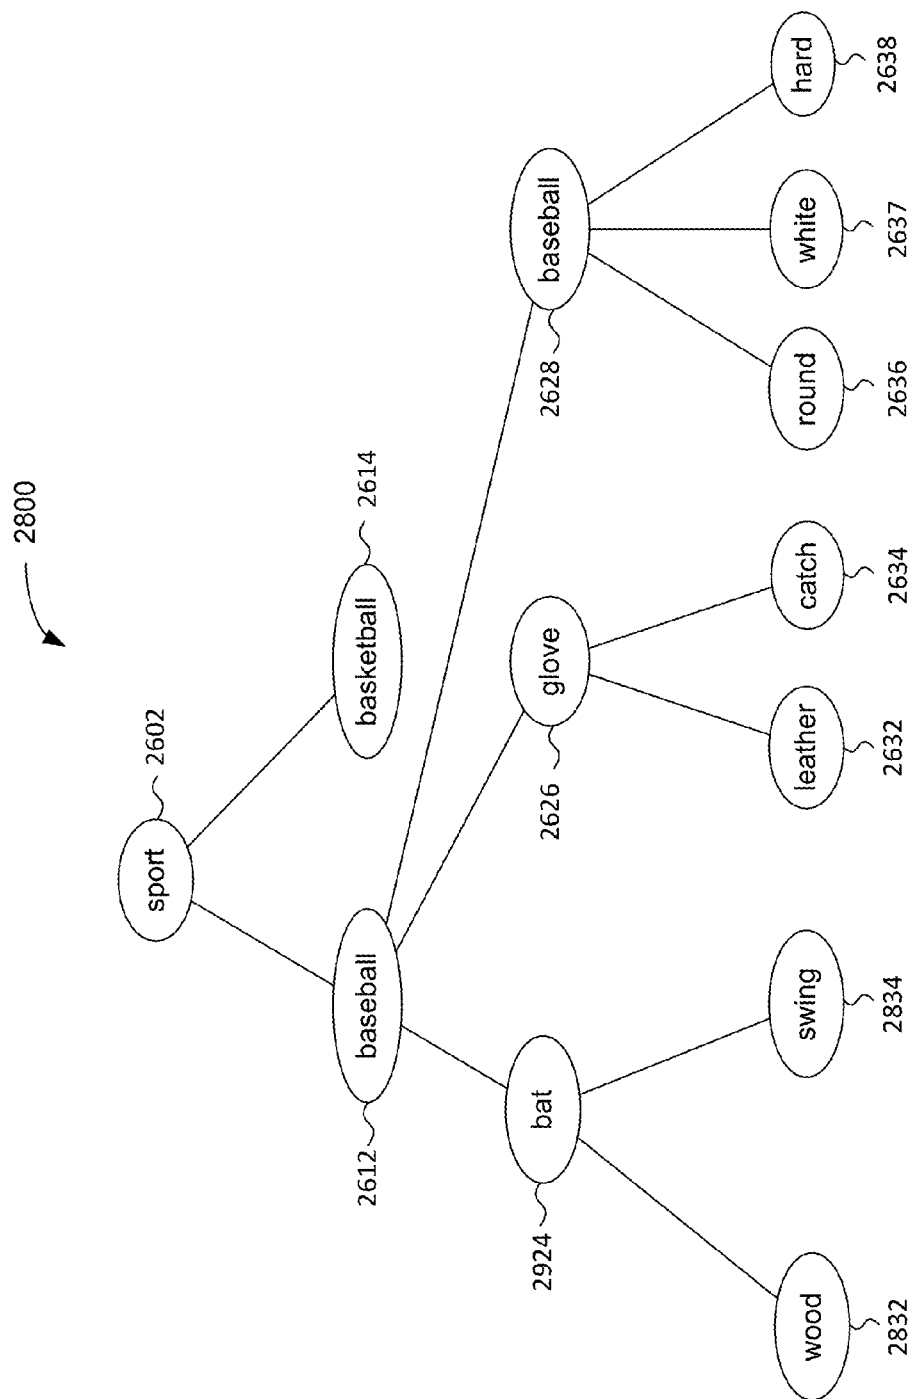 2800
sport
2602
baseball
2612
basketball
2614
bat
2924
glove
2626
baseball
2628
wood
2832
swing
2834
leather
2632
catch
2634
round
2636
white
2637
hard
2638